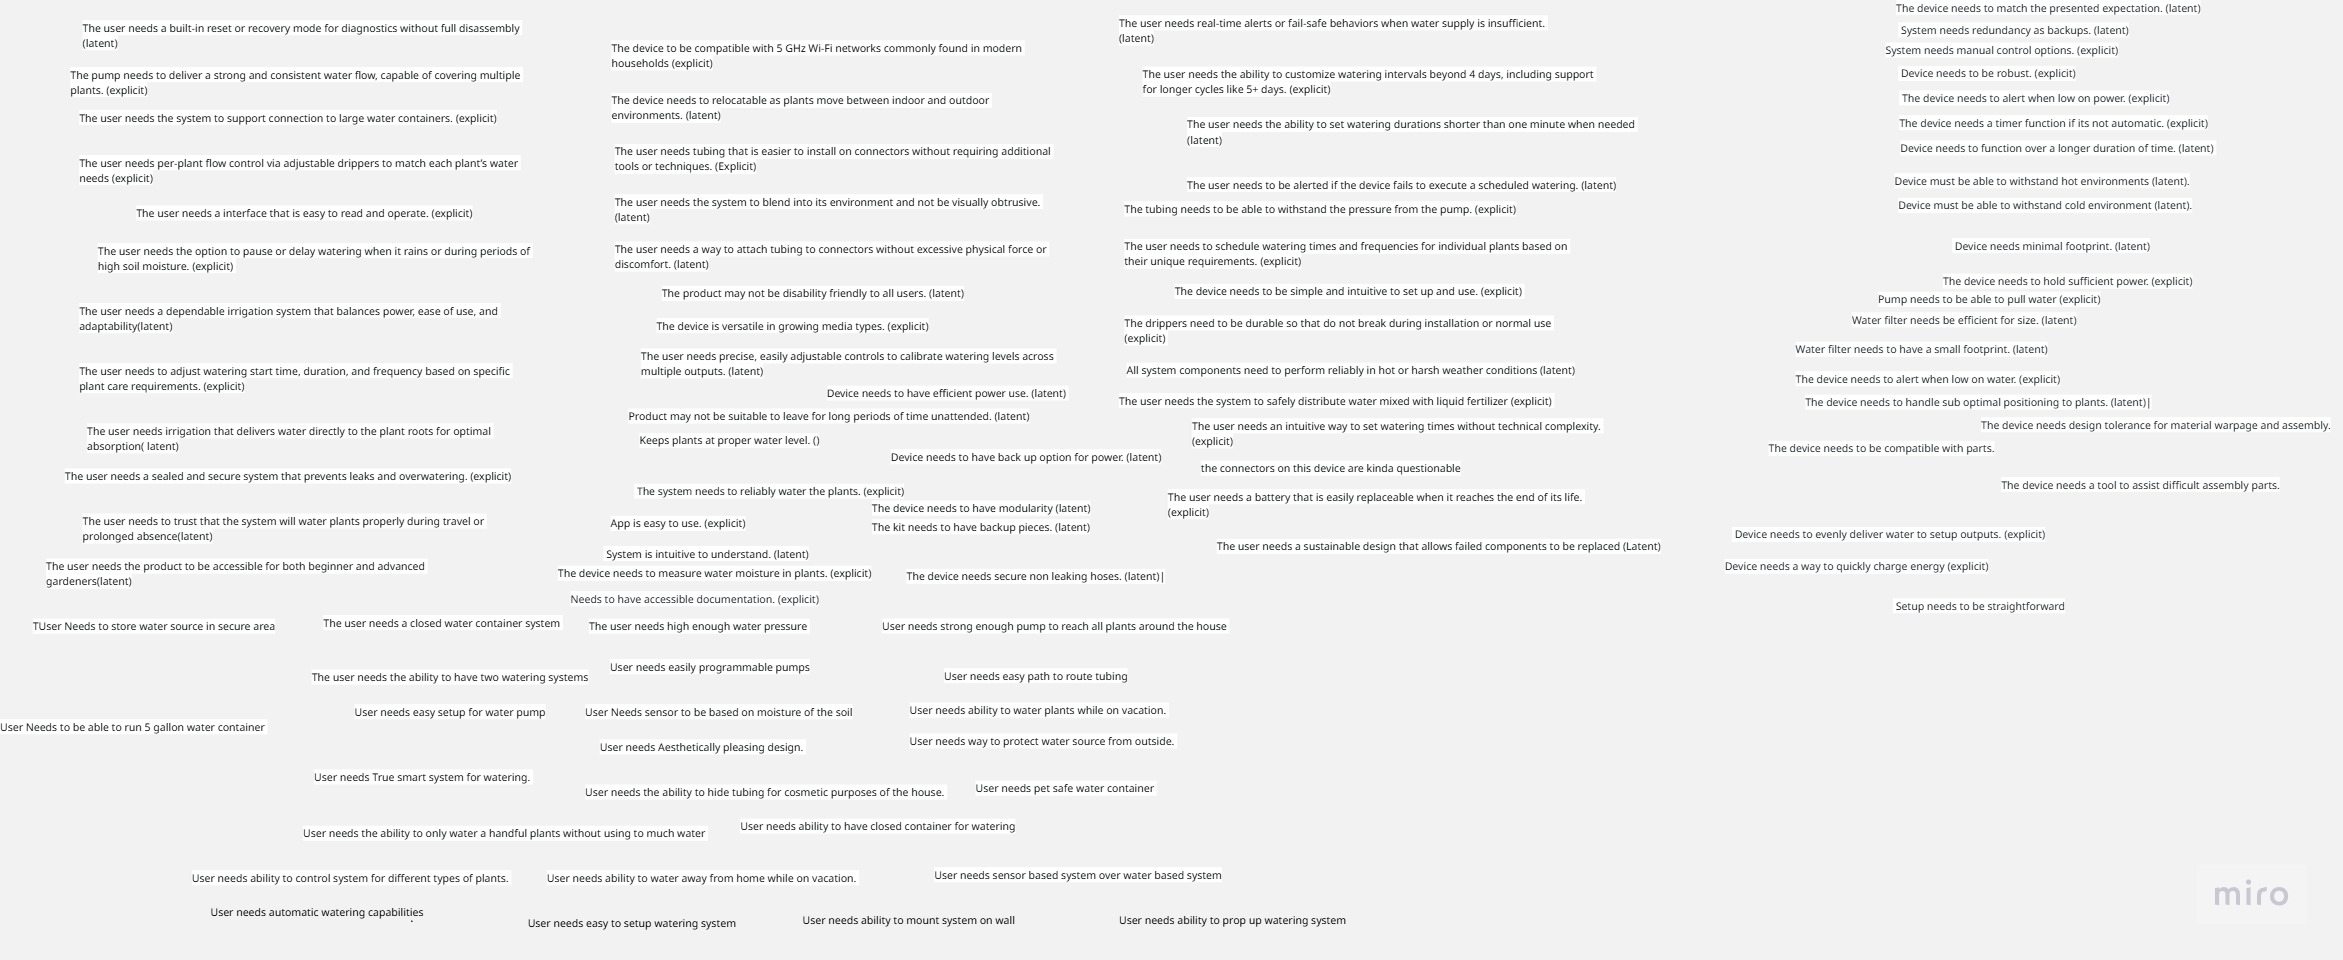 The user needs a built-in reset or recovery mode for diagnostics without full disassembly
(latent)
The pump needs to deliver a strong and consistent water flow, capable of covering multiple
plants. (explicit)
The user needs the system to support connection to large water containers. (explicit)
The user needs per-plant flow control via adjustable drippers to match each plant's water
needs (explicit)
The user needs a interface that is easy to read and operate. (explicit)
The user needs the option to pause or delay watering when it rains or during periods of
high soil moisture. (explicit)
The user needs a dependable irrigation system that balances power, ease of use, and
adaptability(latent)
The user needs to adjust watering start time, duration, and frequency based on specific
plant care requirements. (explicit)
The user needs irrigation that delivers water directly to the plant roots for optimal
absorption( latent)
The user needs a sealed and secure system that prevents leaks and overwatering. (explicit)
The user needs to trust that the system will water plants properly during travel or
prolonged absence(latent)
The user needs the product to be accessible for both beginner and advanced
gardeners(latent)
The device to be compatible with 5 GHz Wi-Fi networks commonly found in modern
households (explicit)
The device needs to relocatable as plants move between indoor and outdoor
environments. (latent)
The user needs tubing that is easier to install on connectors without requiring additional
tools or techniques. (Explicit)
The user needs the system to blend into its environment and not be visually obtrusive.
(latent)
The user needs a way to attach tubing to connectors without excessive physical force or
discomfort. (latent)
The product may not be disability friendly to all users. (latent)
The device is versatile in growing media types. (explicit)
The user needs precise, easily adjustable controls to calibrate watering levels across
multiple outputs. (latent)
Device needs to have efficient power use. (latent)
Product may not be suitable to leave for long periods of time unattended. (latent)
Keeps plants at proper water level. ()
Device needs to have back up option for power. (latent)
The system needs to reliably water the plants. (explicit)
The device needs to have modularity (latent)
App is easy to use. (explicit)
The kit needs to have backup pieces. (latent)
System is intuitive to understand. (latent)
The device needs to measure water moisture in plants. (explicit)
The device needs secure non leaking hoses. (latent)|
Needs to have accessible documentation. (explicit)
The user needs real-time alerts or fail-safe behaviors when water supply is insufficient.
(latent)
The user needs the ability to customize watering intervals beyond 4 days, including support
for longer cycles like 5+ days. (explicit)
The user needs the ability to set watering durations shorter than one minute when needed
(latent)
The user needs to be alerted if the device fails to execute a scheduled watering. (latent)
The tubing needs to be able to withstand the pressure from the pump. (explicit)
The user needs to schedule watering times and frequencies for individual plants based on
their unique requirements. (explicit)
The device needs to be simple and intuitive to set up and use. (explicit)
The drippers need to be durable so that do not break during installation or normal use
(explicit)
All system components need to perform reliably in hot or harsh weather conditions (latent)
The user needs the system to safely distribute water mixed with liquid fertilizer (explicit)
The user needs an intuitive way to set watering times without technical complexity.
(explicit)
the connectors on this device are kinda questionable
The user needs a battery that is easily replaceable when it reaches the end of its life.
(explicit)
The user needs a sustainable design that allows failed components to be replaced (Latent)
The device needs to match the presented expectation. (latent)
System needs redundancy as backups. (latent)
System needs manual control options. (explicit)
Device needs to be robust. (explicit)
The device needs to alert when low on power. (explicit)
The device needs a timer function if its not automatic. (explicit)
Device needs to function over a longer duration of time. (latent)
Device must be able to withstand hot environments (latent).
Device must be able to withstand cold environment (latent).
Device needs minimal footprint. (latent)
The device needs to hold sufficient power. (explicit)
Pump needs to be able to pull water (explicit)
Water filter needs be efficient for size. (latent)
Water filter needs to have a small footprint. (latent)
The device needs to alert when low on water. (explicit)
The device needs to handle sub optimal positioning to plants. (latent)|
The device needs design tolerance for material warpage and assembly.
The device needs to be compatible with parts.
The device needs a tool to assist difficult assembly parts.
Device needs to evenly deliver water to setup outputs. (explicit)
Device needs a way to quickly charge energy (explicit)
Setup needs to be straightforward
TUser Needs to store water source in secure area
The user needs a closed water container system
The user needs high enough water pressure
User needs strong enough pump to reach all plants around the house
User needs easily programmable pumps
The user needs the ability to have two watering systems
User needs easy path to route tubing
User needs easy setup for water pump
User Needs sensor to be based on moisture of the soil
User needs ability to water plants while on vacation.
User Needs to be able to run 5 gallon water container
User needs Aesthetically pleasing design.
User needs way to protect water source from outside.
User needs True smart system for watering.
User needs the ability to hide tubing for cosmetic purposes of the house.
User needs pet safe water container
User needs the ability to only water a handful plants without using to much water
User needs ability to have closed container for watering
User needs ability to control system for different types of plants.
User needs ability to water away from home while on vacation.
User needs sensor based system over water based system
User needs automatic watering capabilities
.
User needs easy to setup watering system
User needs ability to mount system on wall
User needs ability to prop up watering system
miro